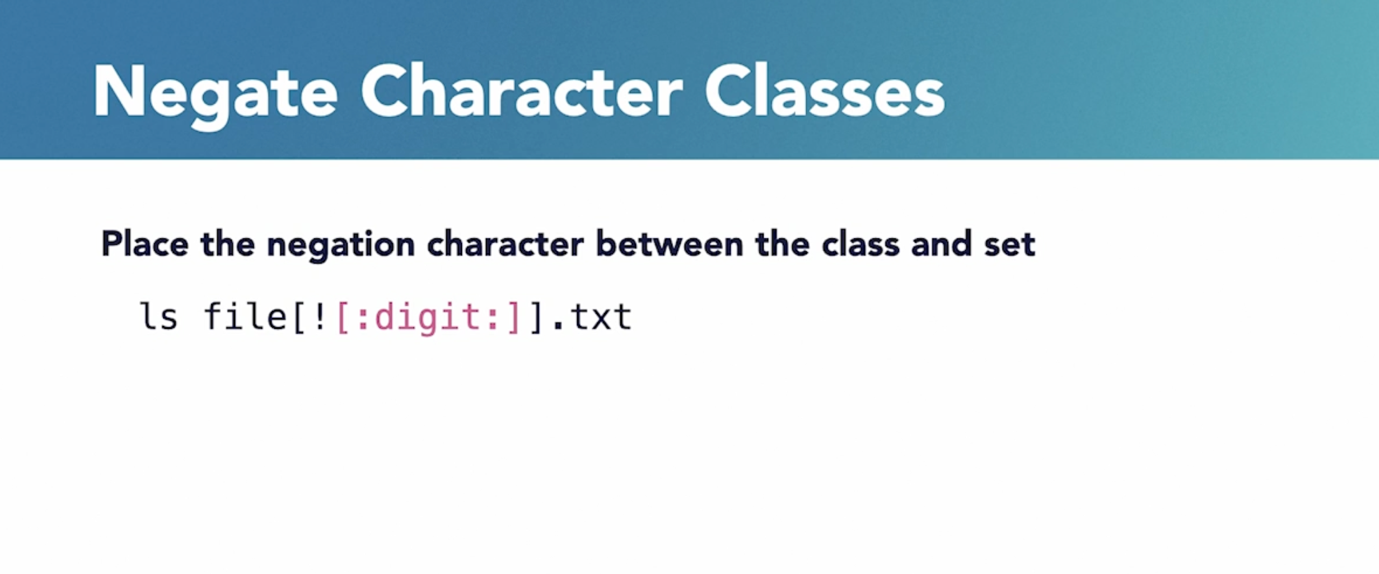 Negate Character Classes
Place the negation character between the class and set
ls file[![:digit:]].txt